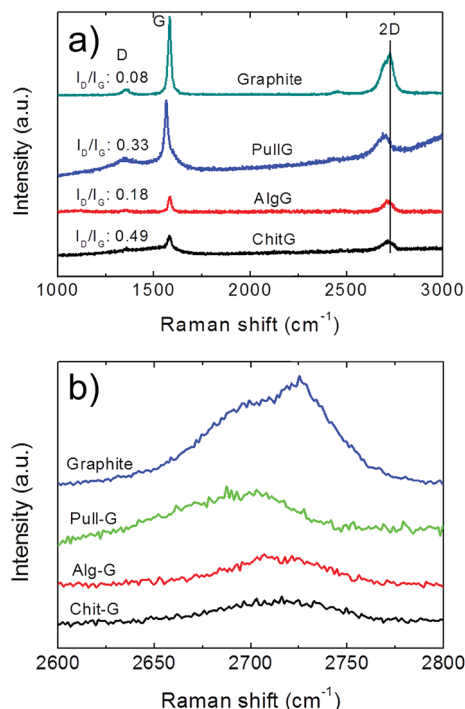 a)
G
D
2D
I_D/I_G: 0.08
Graphite
I_D/I_G: 0.33
PullG
I_D/I_G: 0.18
AlgG
I_D/I_G: 0.49
ChitG
Intensity (a.u.)
1000 1500 2000 2500 3000
Raman shift (cm⁻¹)
b)
Graphite
Pull-G
Alg-G
Chit-G
Intensity (a.u.)
2600 2650 2700 2750 2800
Raman shift (cm⁻¹)